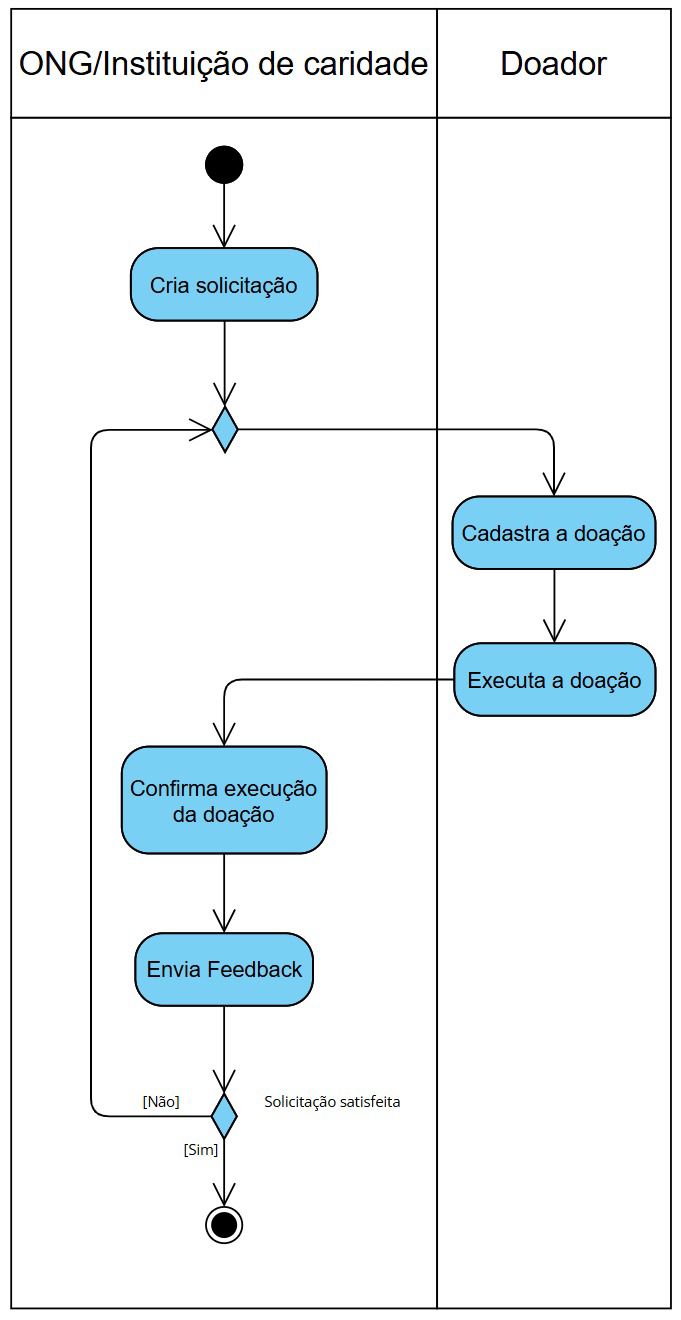 ONG/Instituição de caridade
Doador
Cria solicitação
Cadastra a doação
Executa a doação
Confirma execução
da doação
Envia Feedback
[Não]
Solicitação satisfeita
[Sim]